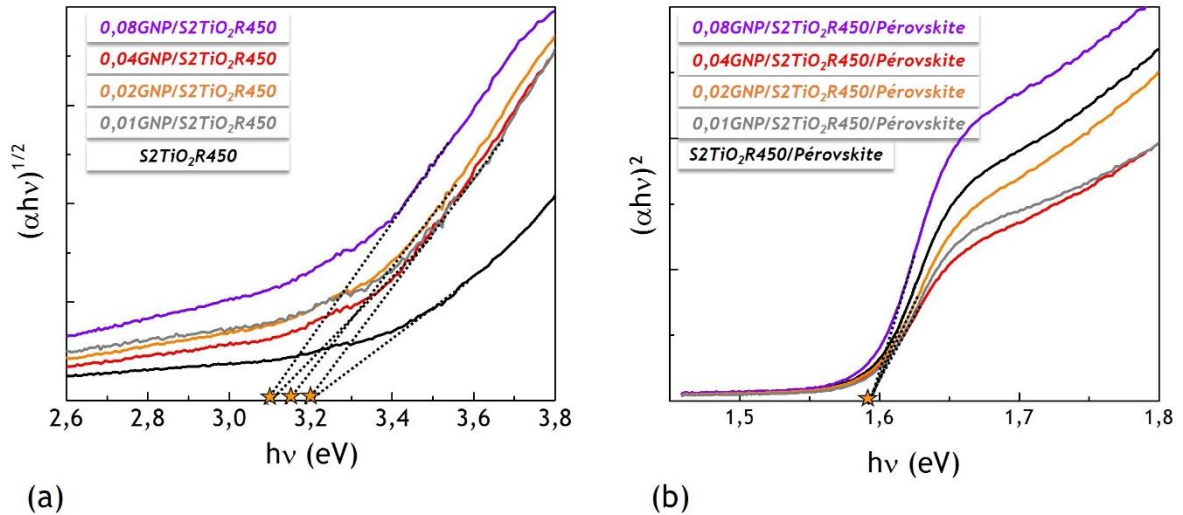 0,08GNP/S2TiO₂R450
0,04GNP/S2TiO₂R450
0,02GNP/S2TiO₂R450
0,01GNP/S2TiO₂R450
S2TiO₂R450
(αhν)^1/2
2,6 2,8 3,0 3,2 3,4 3,6 3,8
hν (eV)
(a)
0,08GNP/S2TiO₂R450/Pérovskite
0,04GNP/S2TiO₂R450/Pérovskite
0,02GNP/S2TiO₂R450/Pérovskite
0,01GNP/S2TiO₂R450/Pérovskite
S2TiO₂R450/Pérovskite
(αhν)²
1,5 1,6 1,7 1,8
hν (eV)
(b)